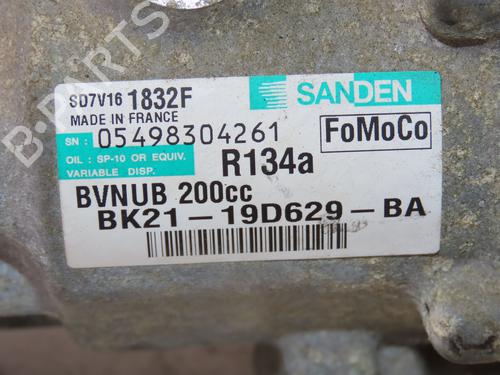 SD7V16 1832F
SANDEN
MADE IN FRANCE
SN : 05498304261
FoMoCo
OIL : SP-10 OR EQUIV.
VARIABLE DISP.
R134a
BVNUB 200cc
BK21-19D629-BA
B-PARTS